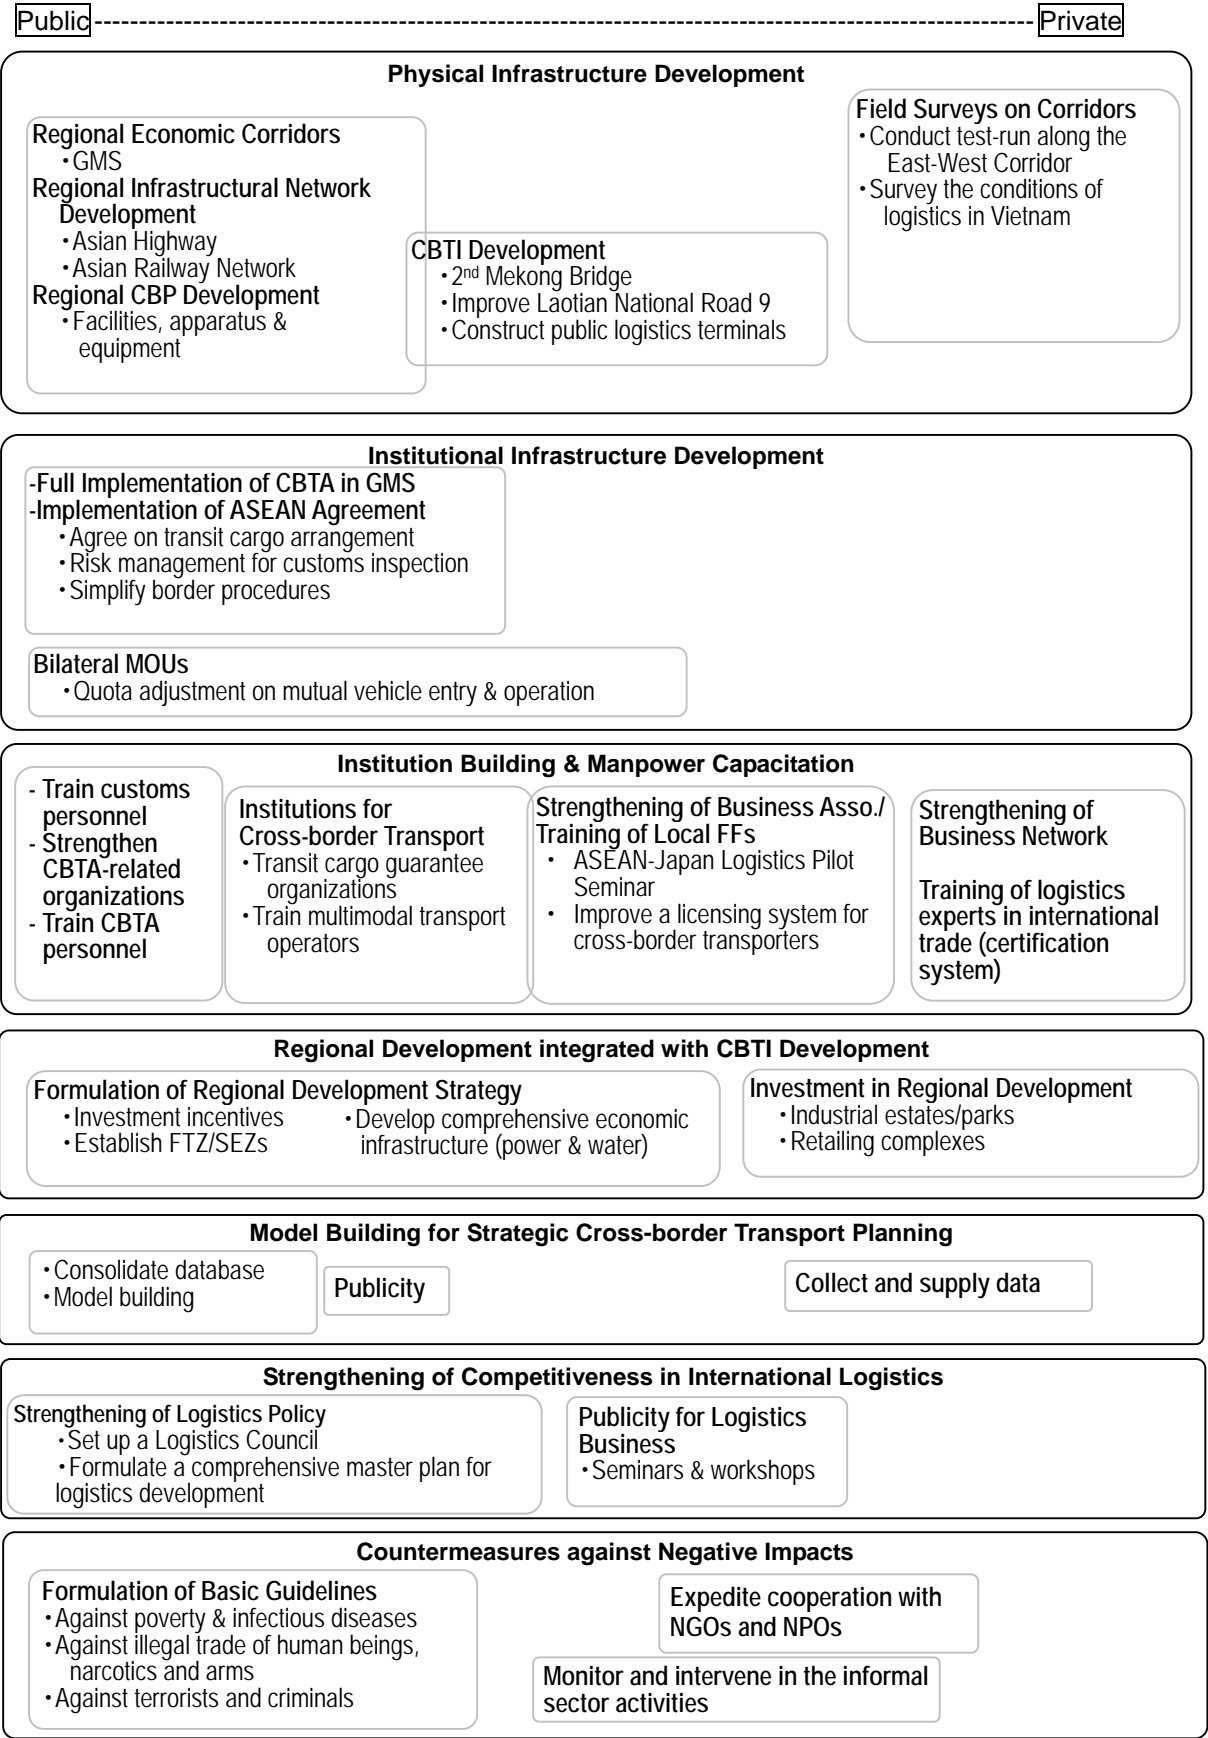 Public Private
Physical Infrastructure Development
Regional Economic Corridors
・GMS
Regional Infrastructural Network
Development
・Asian Highway
・Asian Railway Network
Regional CBP Development
・Facilities, apparatus &
equipment
CBTI Development
・2nd Mekong Bridge
・Improve Laotian National Road 9
・Construct public logistics terminals
Field Surveys on Corridors
・Conduct test-run along the
East-West Corridor
・Survey the conditions of
logistics in Vietnam
Institutional Infrastructure Development
-Full Implementation of CBTA in GMS
-Implementation of ASEAN Agreement
・Agree on transit cargo arrangement
・Risk management for customs inspection
・Simplify border procedures
Bilateral MOUs
・Quota adjustment on mutual vehicle entry & operation
Institution Building & Manpower Capacitation
- Train customs
personnel
- Strengthen
CBTA-related
organizations
- Train CBTA
personnel
Institutions for
Cross-border Transport
・Transit cargo guarantee
organizations
・Train multimodal transport
operators
Strengthening of Business Asso./
Training of Local FFs
・ ASEAN-Japan Logistics Pilot
Seminar
・ Improve a licensing system for
cross-border transporters
Strengthening of
Business Network
Training of logistics
experts in international
trade (certification
system)
Regional Development integrated with CBTI Development
Formulation of Regional Development Strategy
・Investment incentives
・Establish FTZ/SEZs
・Develop comprehensive economic
infrastructure (power & water)
Investment in Regional Development
・Industrial estates/parks
・Retailing complexes
Model Building for Strategic Cross-border Transport Planning
・Consolidate database
・Model building
Publicity
Collect and supply data
Strengthening of Competitiveness in International Logistics
Strengthening of Logistics Policy
・Set up a Logistics Council
・Formulate a comprehensive master plan for
logistics development
Publicity for Logistics
Business
・Seminars & workshops
Countermeasures against Negative Impacts
Formulation of Basic Guidelines
・Against poverty & infectious diseases
・Against illegal trade of human beings,
narcotics and arms
・Against terrorists and criminals
Expedite cooperation with
NGOs and NPOs
Monitor and intervene in the informal
sector activities